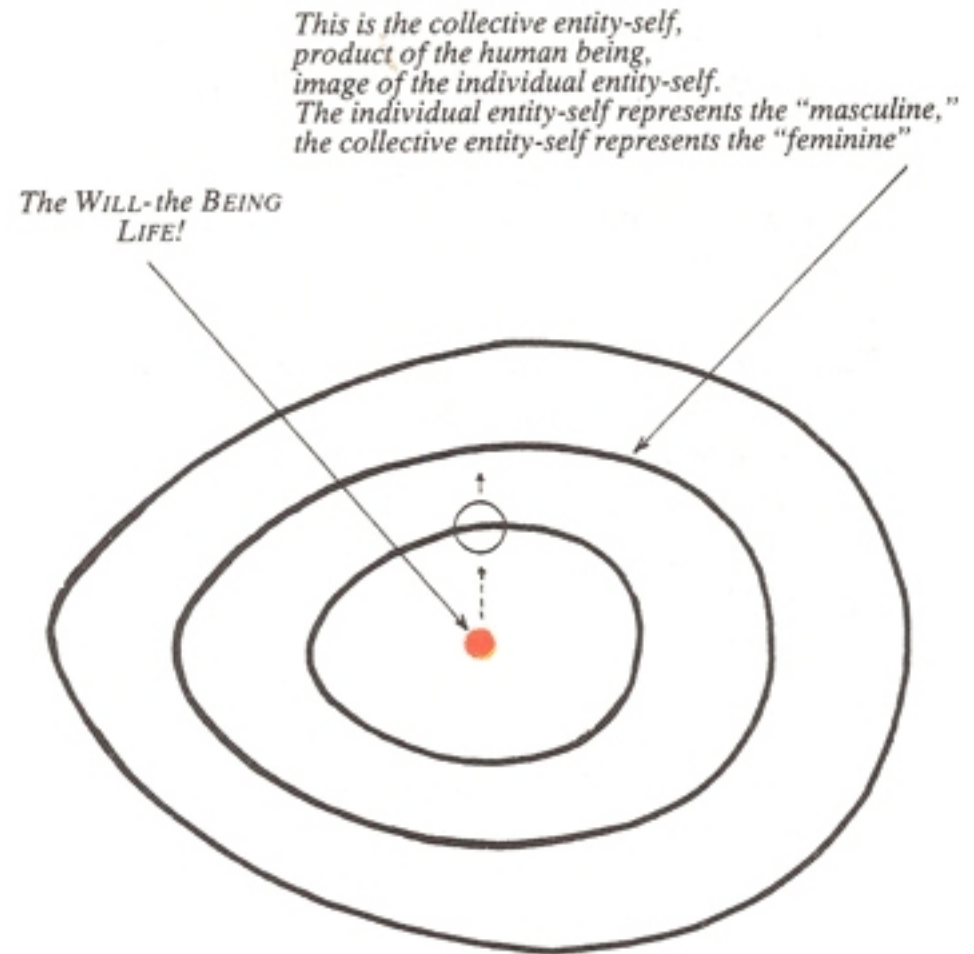 This is the collective entity-self,
product of the human being,
image of the individual entity-self.
The individual entity-self represents the “masculine,”
the collective entity-self represents the “feminine”
The WILL-the BEING
LIFE!